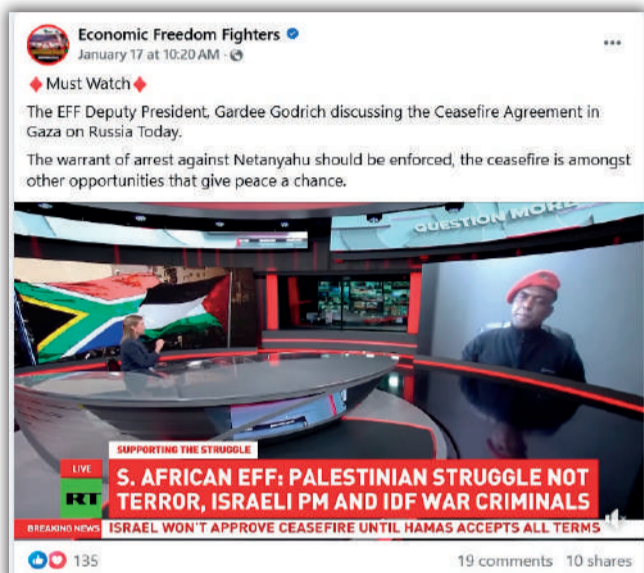 Economic Freedom Fighters
January 17 at 10:20 AM ·
Must Watch
The EFF Deputy President, Gardee Godrich discussing the Ceasefire Agreement in
Gaza on Russia Today.
The warrant of arrest against Netanyahu should be enforced, the ceasefire is amongst
other opportunities that give peace a chance.
QUESTION MORE
SUPPORTING THE STRUGGLE
LIVE
RT
S. AFRICAN EFF: PALESTINIAN STRUGGLE NOT
TERROR, ISRAELI PM AND IDF WAR CRIMINALS
BREAKING NEWS ISRAEL WON'T APPROVE CEASEFIRE UNTIL HAMAS ACCEPTS ALL TERMS
135 19 comments 10 shares